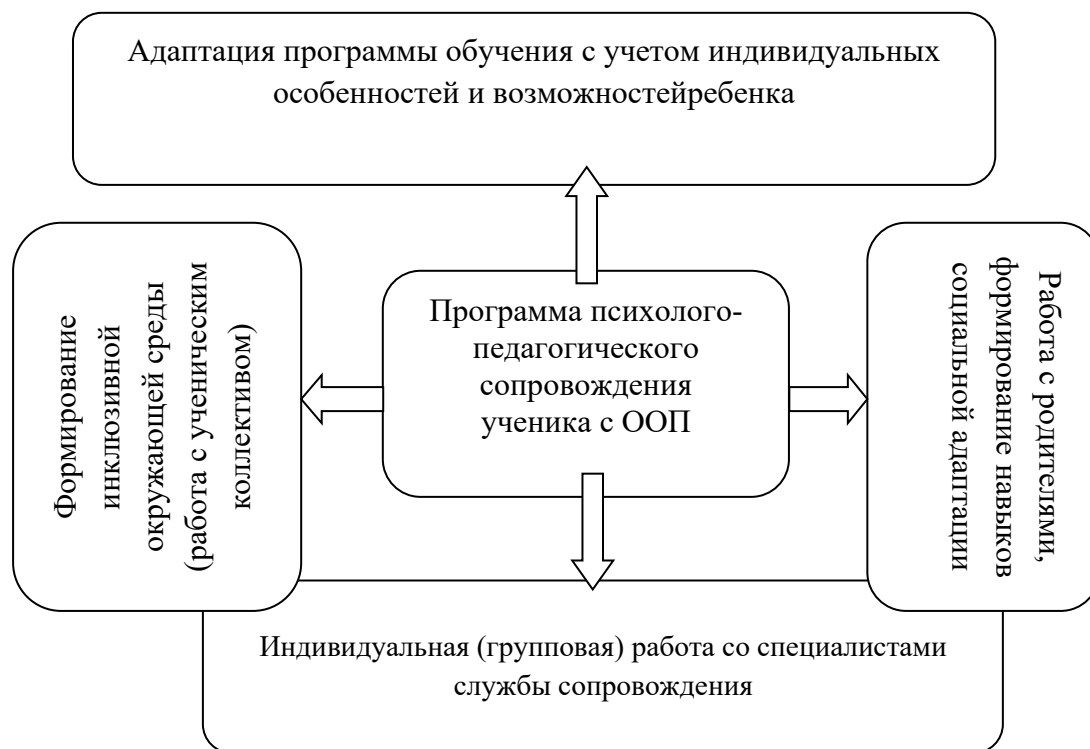 Адаптация программы обучения с учетом индивидуальных
особенностей и возможностейребенка
Формирование
инклюзивной
окружающей среды
(работа с ученическим
коллективом)
Программа психолого-
педагогического
сопровождения
ученика с ООП
Работа с родителями,
формирование навыков
социальной адаптации
Индивидуальная (групповая) работа со специалистами
службы сопровождения